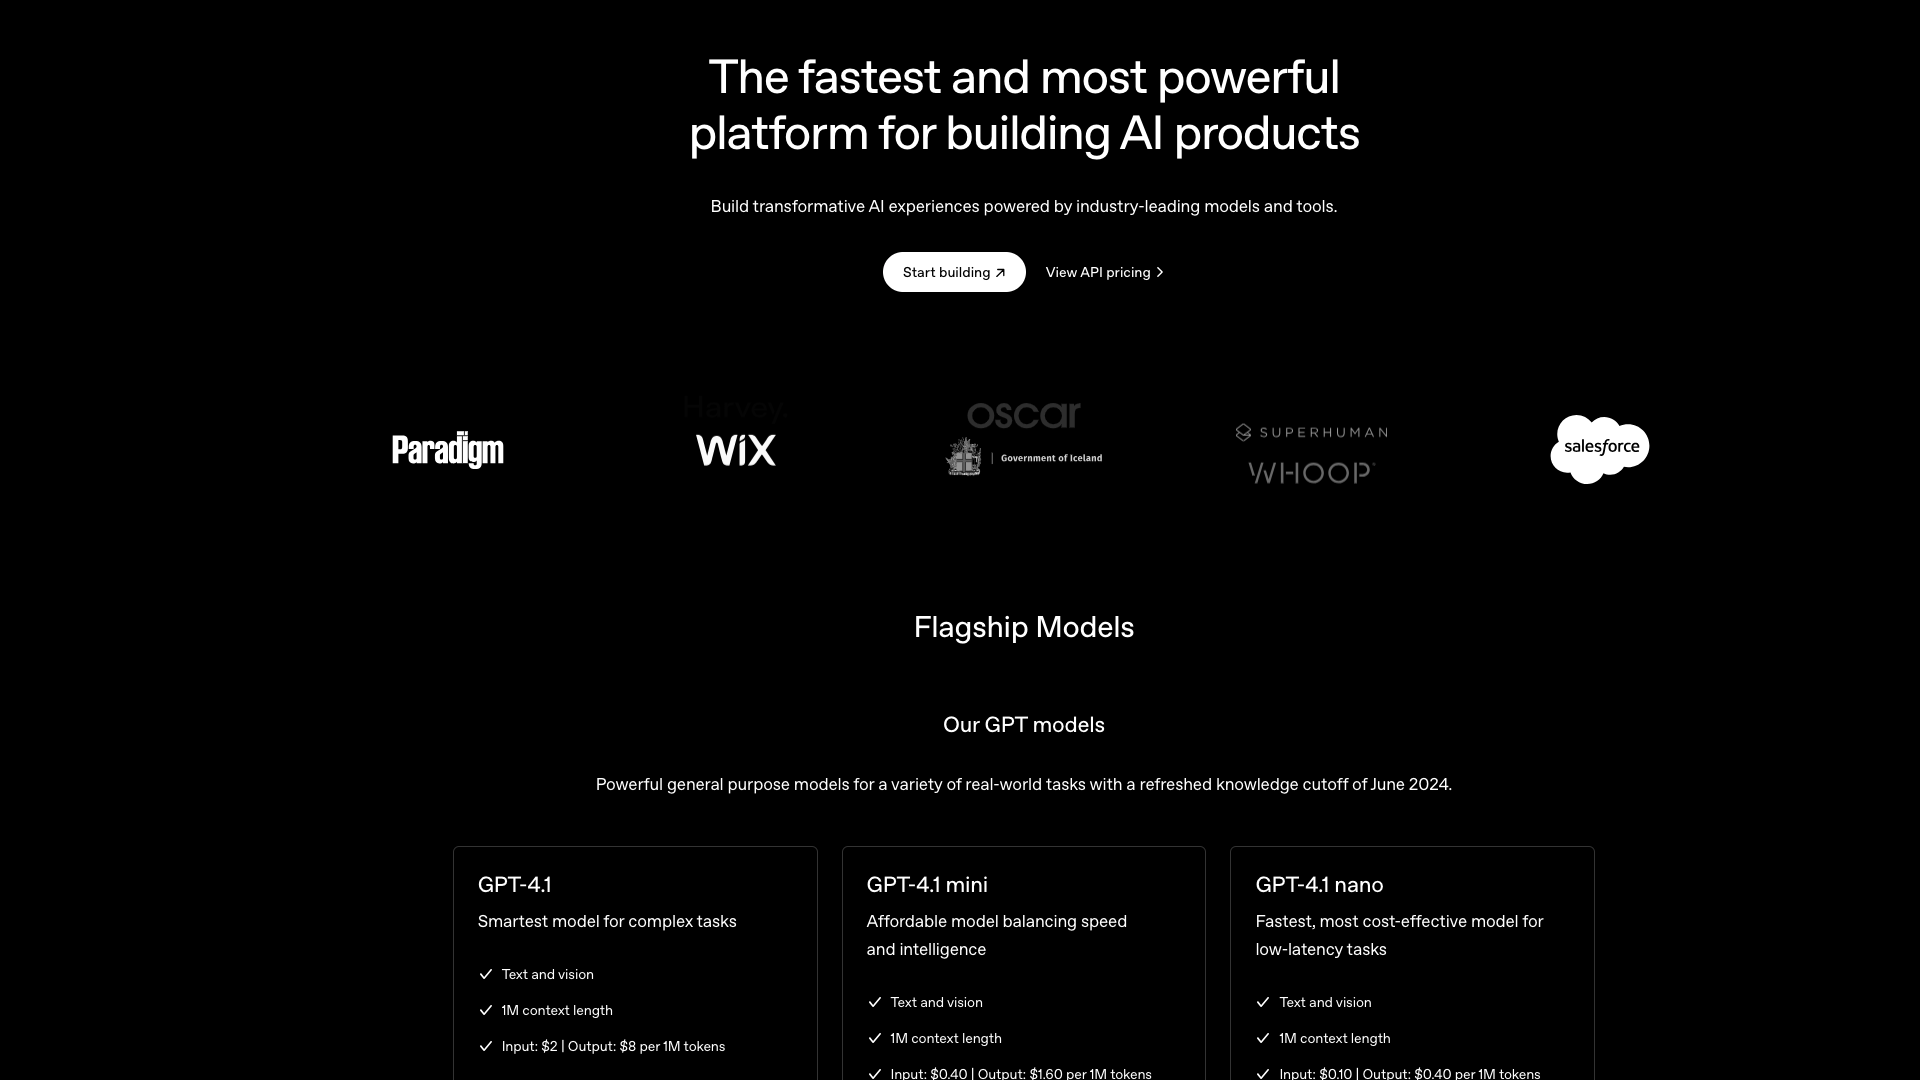 The fastest and most powerful
platform for building AI products
Build transformative AI experiences powered by industry-leading models and tools.
Start building
View API pricing
Paradigm
Harvey.
WIX
oscar
Government of Iceland
SUPERHUMAN
WHOOP
salesforce
Flagship Models
Our GPT models
Powerful general purpose models for a variety of real-world tasks with a refreshed knowledge cutoff of June 2024.
GPT-4.1
Smartest model for complex tasks
Text and vision
1M context length
Input: $2 | Output: $8 per 1M tokens
GPT-4.1 mini
Affordable model balancing speed
and intelligence
Text and vision
1M context length
Input: $0.40 | Output: $1.60 per 1M tokens
GPT-4.1 nano
Fastest, most cost-effective model for
low-latency tasks
Text and vision
1M context length
Input: $0.10 | Output: $0.40 per 1M tokens